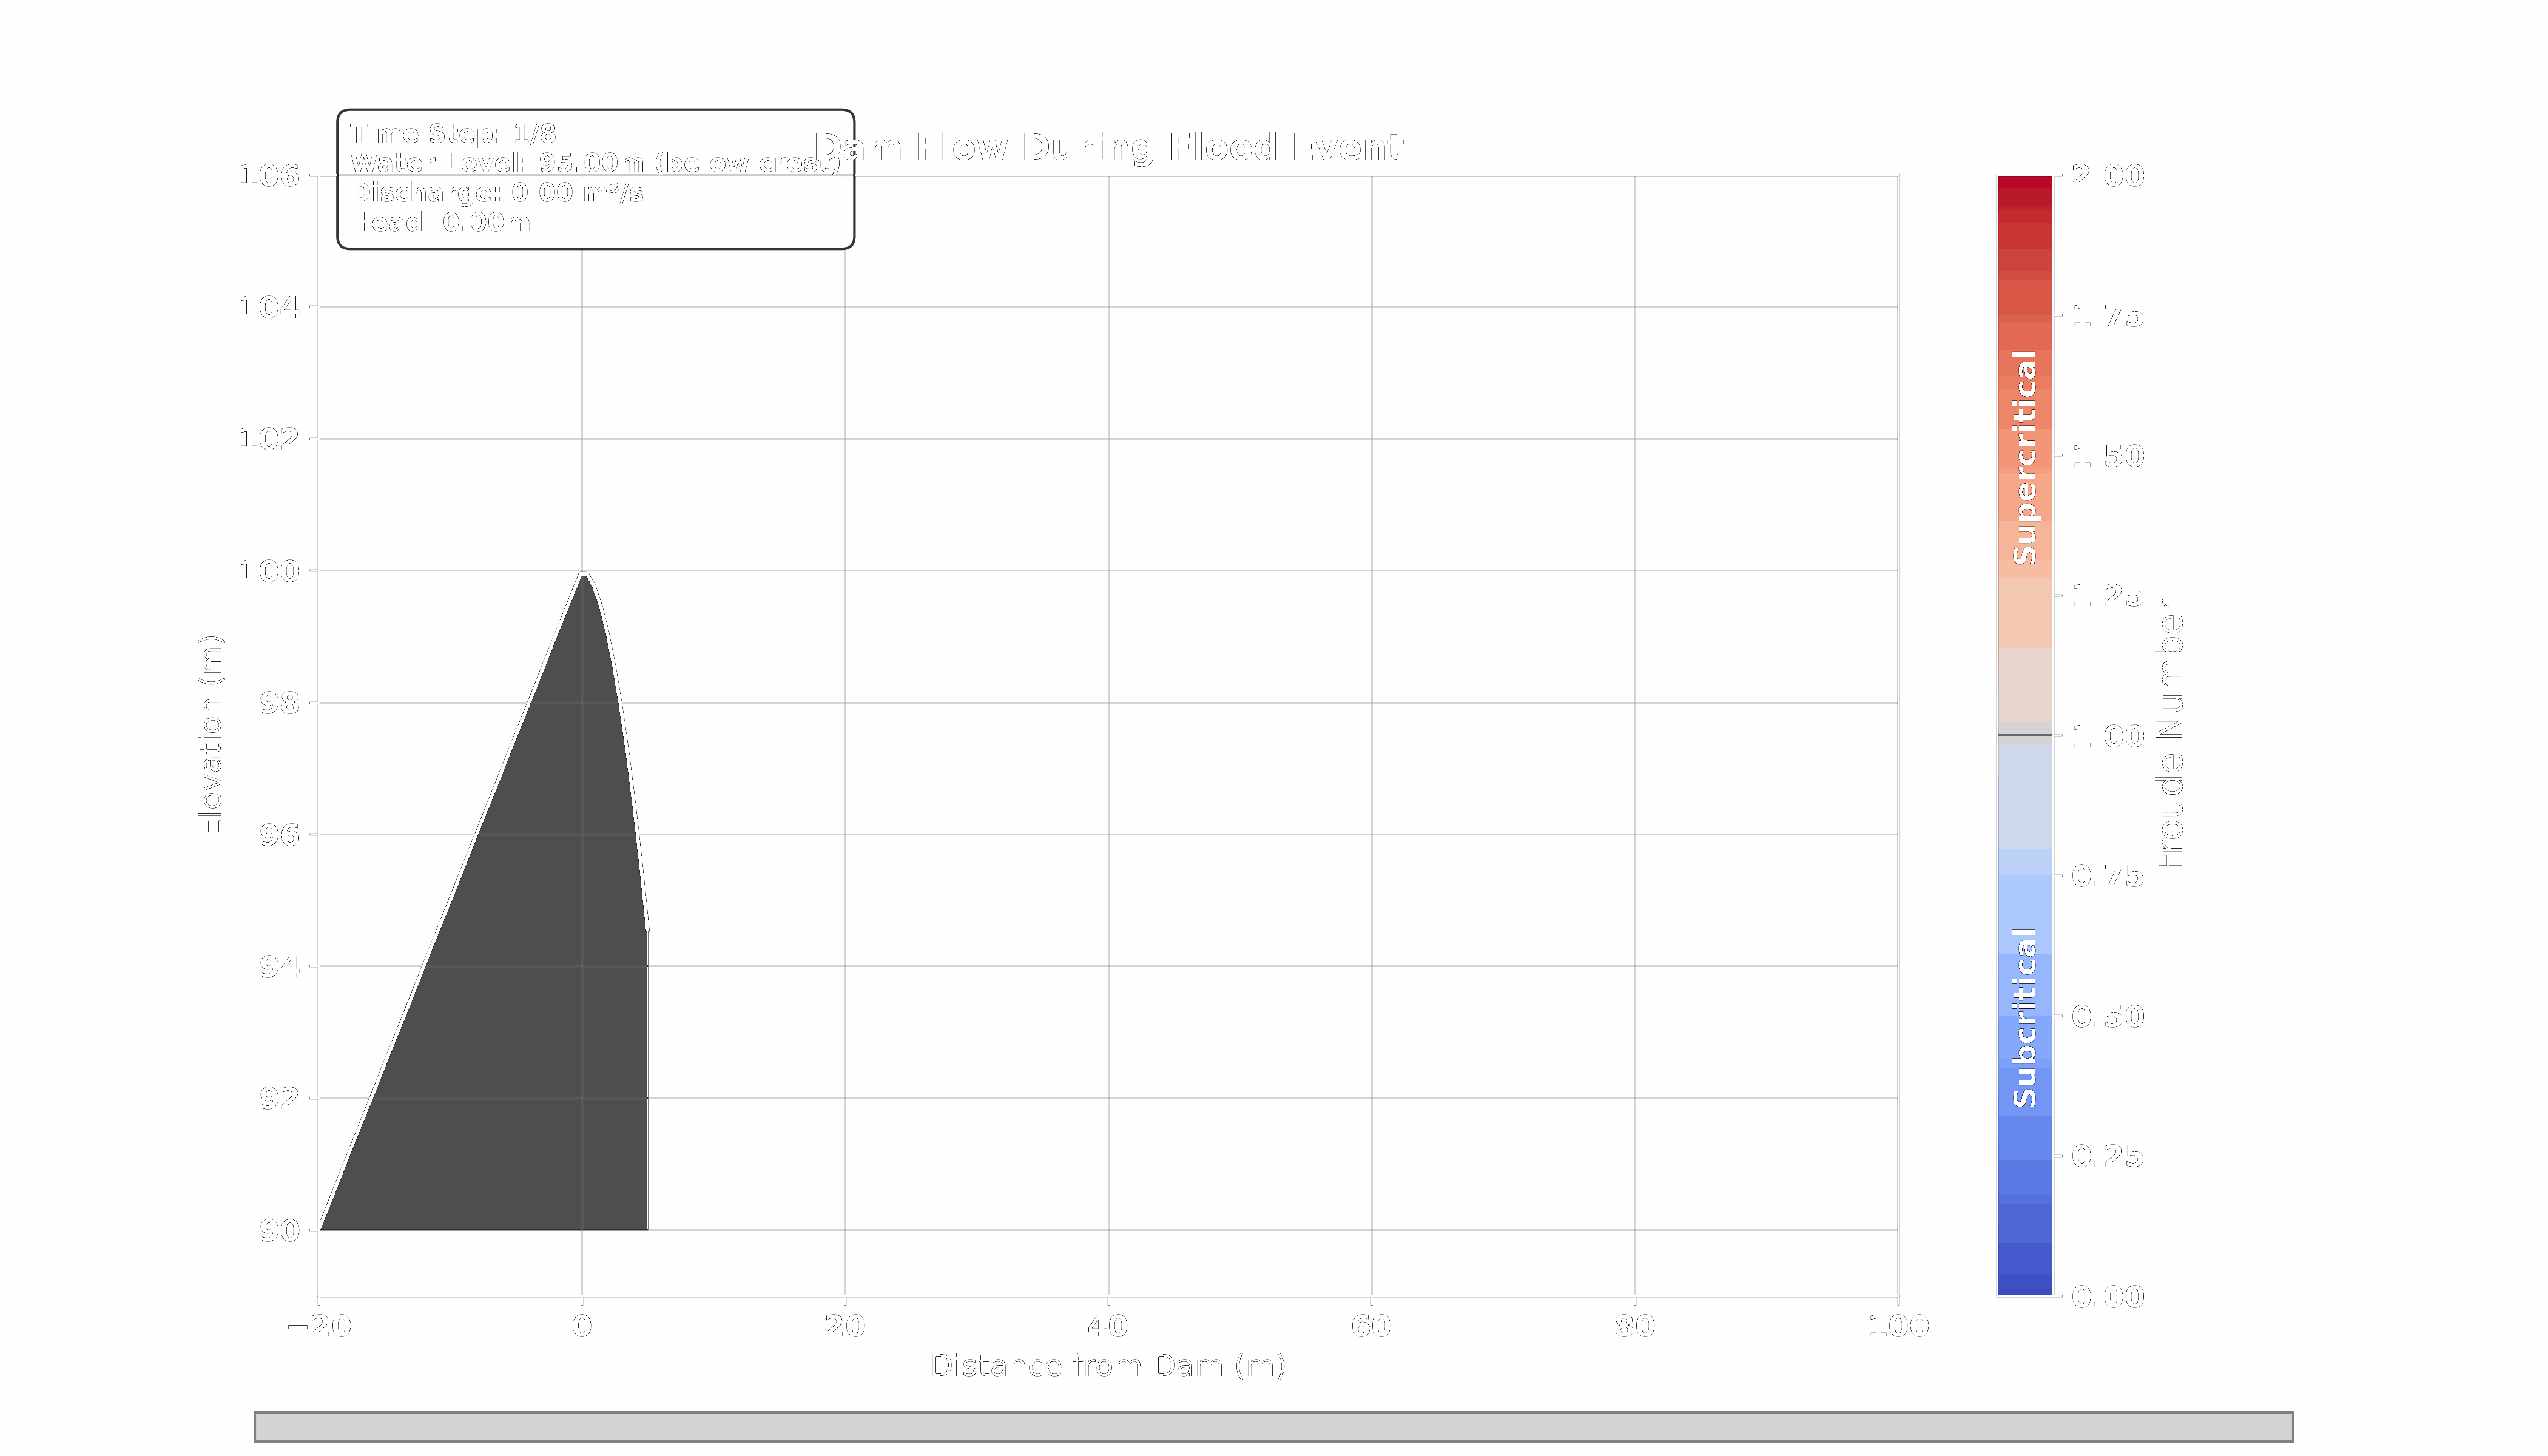 Time Step: 1/8
Water Level: 95.00m (below crest)
Discharge: 0.00 m³/s
Head: 0.00m
Dam Flow During Flood Event
106
104
102
100
98
96
94
92
90
Elevation (m)
−20
0
20
40
60
80
100
Distance from Dam (m)
2.00
1.75
1.50
1.25
1.00
0.75
0.50
0.25
0.00
Supercritical
Subcritical
Froude Number